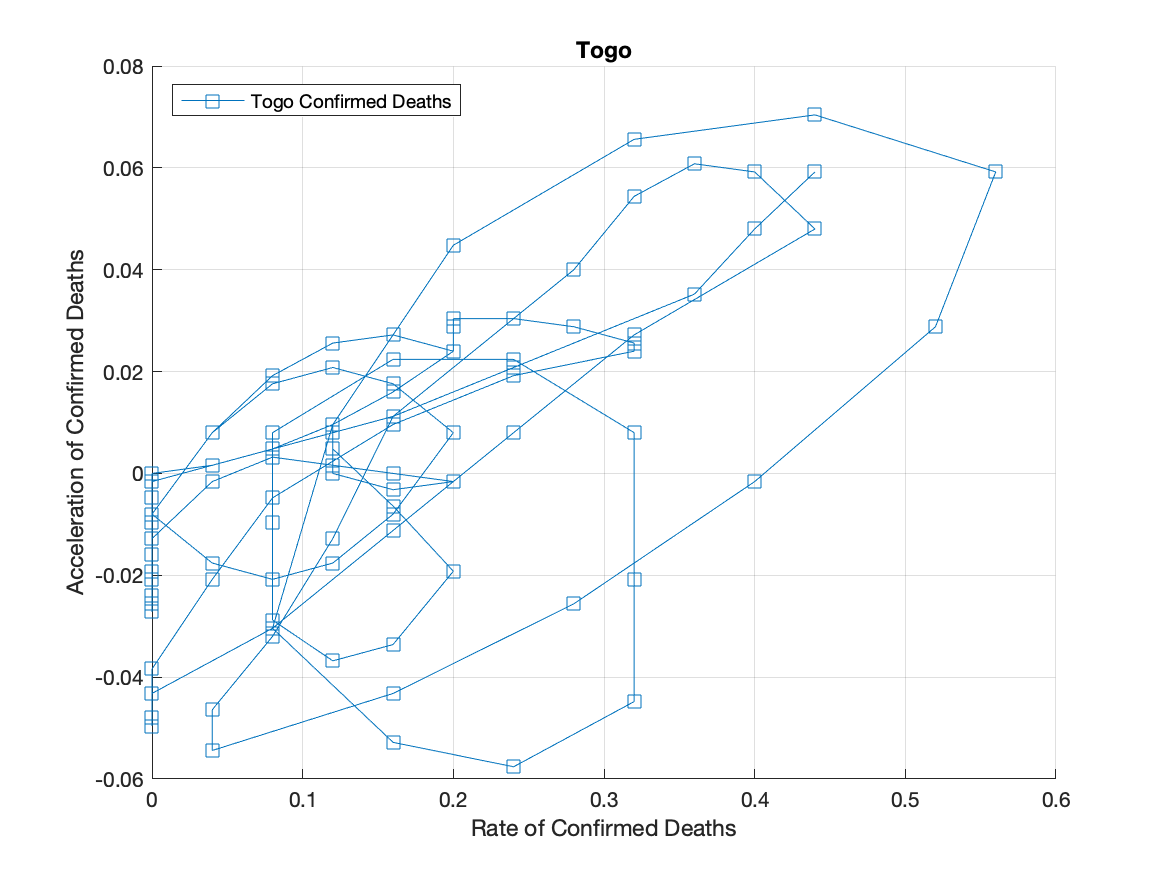 Togo
Togo Confirmed Deaths
Acceleration of Confirmed Deaths
0.08
0.06
0.04
0.02
0
-0.02
-0.04
-0.06
0 0.1 0.2 0.3 0.4 0.5 0.6
Rate of Confirmed Deaths